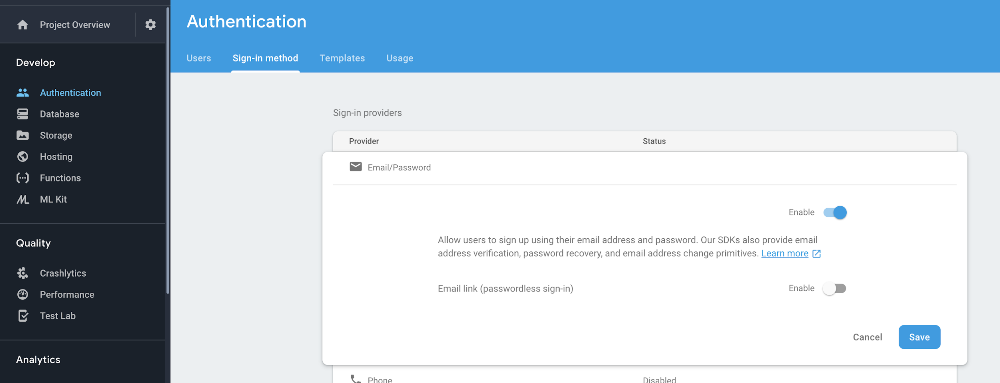 Project Overview
Develop
Authentication
Database
Storage
Hosting
Functions
ML Kit
Quality
Crashlytics
Performance
Test Lab
Analytics
Authentication
Users
Sign-in method
Templates
Usage
Sign-in providers
Provider
Status
Email/Password
Enable
Allow users to sign up using their email address and password. Our SDKs also provide email
address verification, password recovery, and email address change primitives. Learn more
Email link (passwordless sign-in)
Enable
Cancel
Save
Phone
Disabled